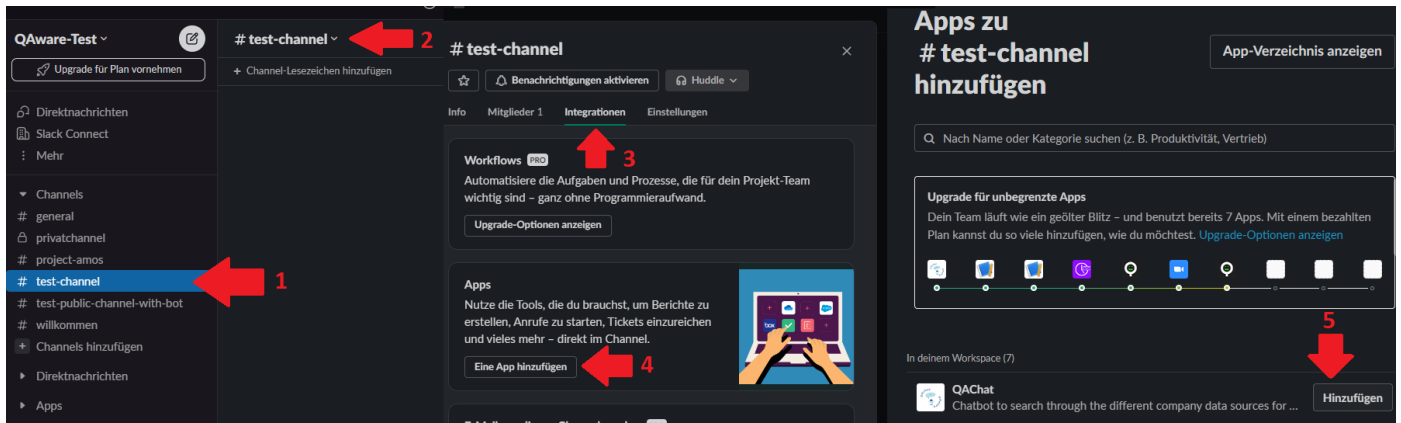 QAware-Test
Upgrade für Plan vornehmen
Direktnachrichten
Slack Connect
Mehr
Channels
# general
privatchannel
# project-amos
# test-channel
1
# test-public-channel-with-bot
# willkommen
+ Channels hinzufügen
Direktnachrichten
Apps
# test-channel
2
+ Channel-Lesezeichen hinzufügen
# test-channel
Benachrichtigungen aktivieren
Huddle
Info Mitglieder 1 Integrationen Einstellungen
3
Workflows PRO
Automatisiere die Aufgaben und Prozesse, die für dein Projekt-Team
wichtig sind – ganz ohne Programmieraufwand.
Upgrade-Optionen anzeigen
Apps
Nutze die Tools, die du brauchst, um Berichte zu
erstellen, Anrufe zu starten, Tickets einzureichen
und vieles mehr – direkt im Channel.
Eine App hinzufügen
4
box
Apps zu
# test-channel
hinzufügen
App-Verzeichnis anzeigen
Nach Name oder Kategorie suchen (z. B. Produktivität, Vertrieb)
Upgrade für unbegrenzte Apps
Dein Team läuft wie ein geölter Blitz – und benutzt bereits 7 Apps. Mit einem bezahlten
Plan kannst du so viele hinzufügen, wie du möchtest. Upgrade-Optionen anzeigen
5
In deinem Workspace (7)
QAChat
Chatbot to search through the different company data sources for ...
Hinzufügen